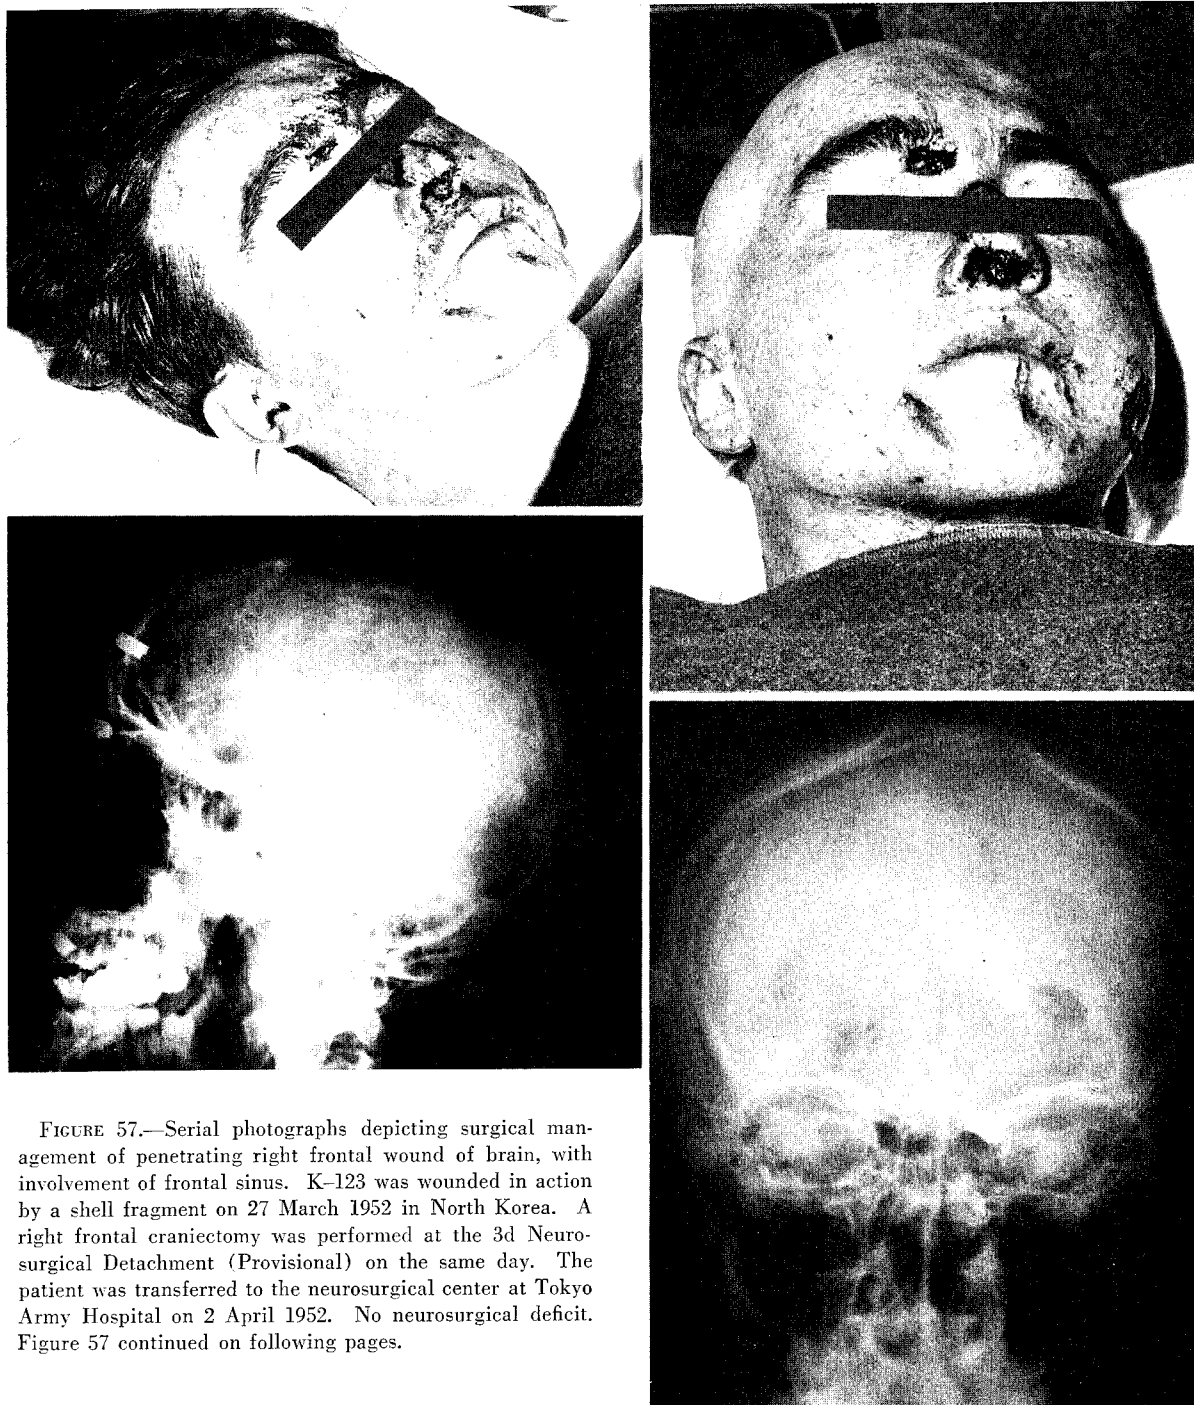 FIGURE 57.—Serial photographs depicting surgical man-
agement of penetrating right frontal wound of brain, with
involvement of frontal sinus. K–123 was wounded in action
by a shell fragment on 27 March 1952 in North Korea. A
right frontal craniectomy was performed at the 3d Neuro-
surgical Detachment (Provisional) on the same day. The
patient was transferred to the neurosurgical center at Tokyo
Army Hospital on 2 April 1952. No neurosurgical deficit.
Figure 57 continued on following pages.